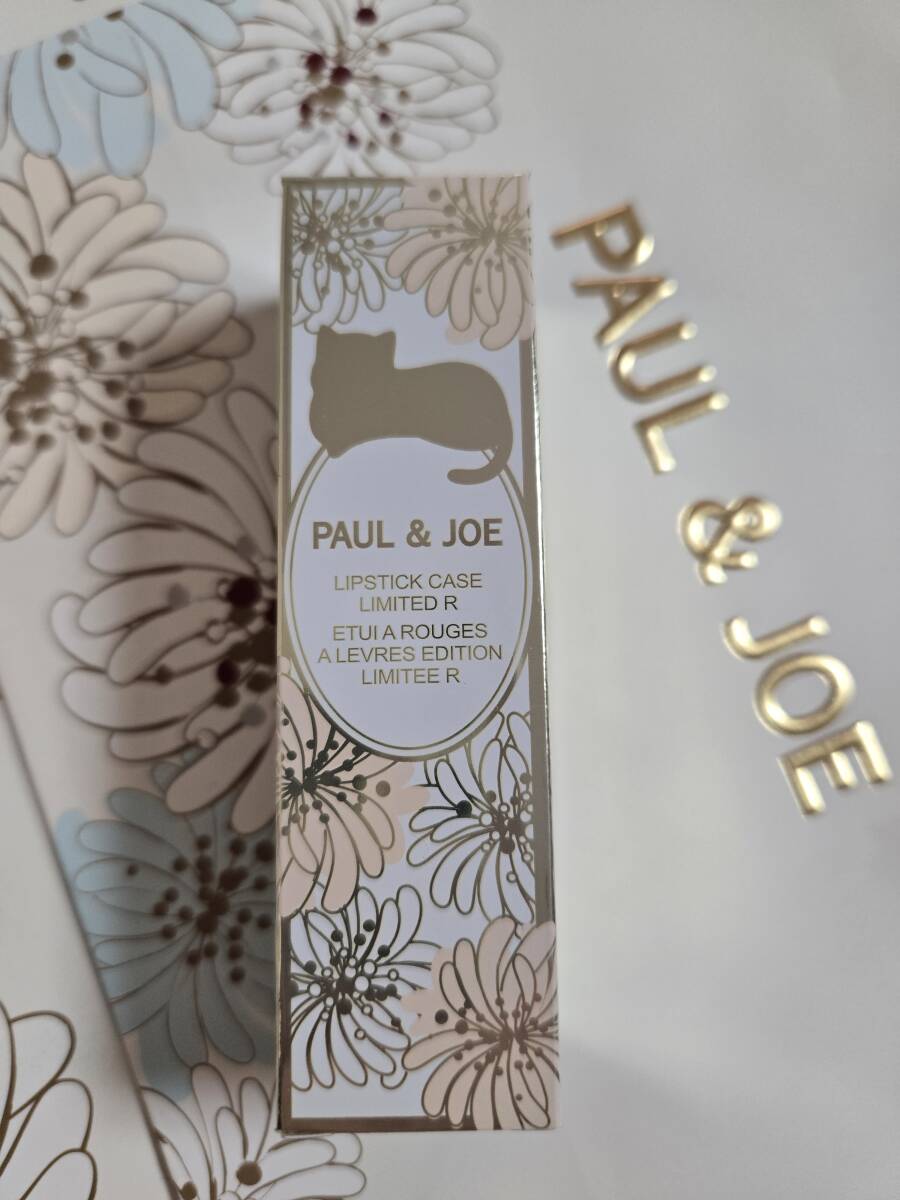 PAUL & JOE
LIPSTICK CASE
LIMITED R
ETUI A ROUGES
A LEVRES EDITION
LIMITEE R
PAUL & JOE